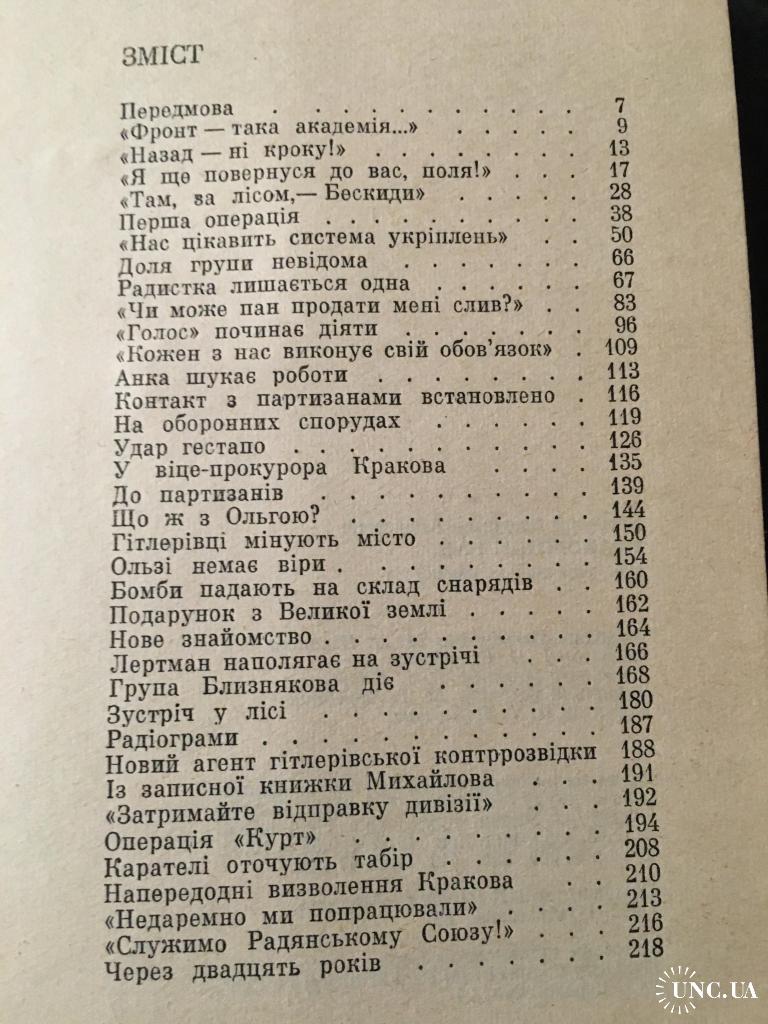 ЗМІСТ
Передмова . . . . . . . . . . . 7
«Фронт — така академія...» . . . . . 9
«Назад — ні кроку!» . . . . . . . . 13
«Я ще повернуся до вас, поля!» . . . 17
«Там, за лісом,— Бескиди» . . . . . 28
Перша операція . . . . . . . . . . 38
«Нас цікавить система укріплень» . . 50
Доля групи невідома . . . . . . . 66
Радистка лишається одна . . . . . . 67
«Чи може пан продати мені слив?» . . 83
«Голос» починає діяти . . . . . . . 96
«Кожен з нас виконує свій обов'язок» . 109
Анка шукає роботи . . . . . . . . 113
Контакт з партизанами встановлено . 116
На оборонних спорудах . . . . . . 119
Удар гестапо . . . . . . . . . . 126
У віце-прокурора Кракова . . . . 135
До партизанів . . . . . . . . . . 139
Що ж з Ольгою? . . . . . . . . . 144
Гітлерівці мінують місто . . . . . . 150
Ользі немає віри . . . . . . . . . 154
Бомби падають на склад снарядів . . 160
Подарунок з Великої землі . . . . . 162
Нове знайомство . . . . . . . . . . 164
Лертман наполягає на зустрічі . . . 166
Група Близнякова діє . . . . . . 168
Зустріч у лісі . . . . . . . . . . 180
Радіограми . . . . . . . . . . . . 187
Новий агент гітлерівської контррозвідки 188
Із записної книжки Михайлова . . . 191
«Затримайте відправку дивізії» . . . 192
Операція «Курт» . . . . . . . . . 194
Карателі оточують табір . . . . . . 208
Напередодні визволення Кракова . . 210
«Недаремно ми попрацювали» . . . . 213
«Служимо Радянському Союзу!» . . . 216
Через двадцять років . . . . . . . 218
UNC.UA